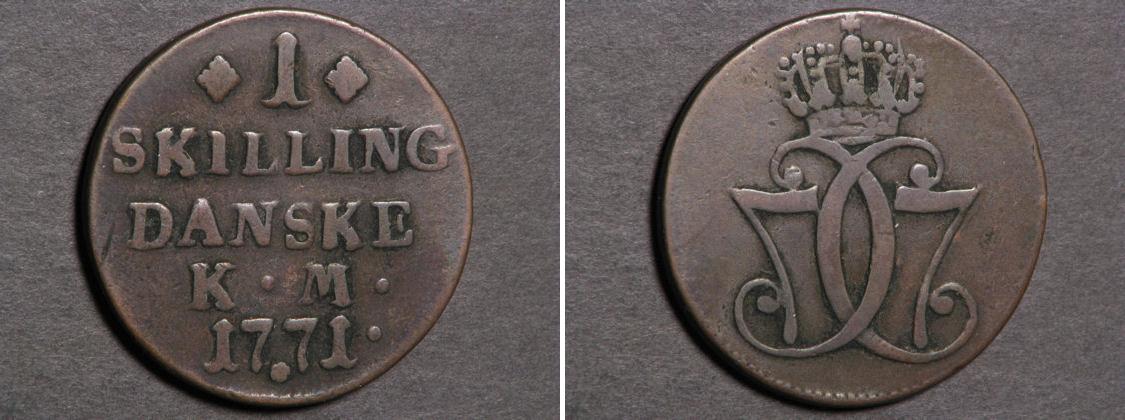 1
SKILLING
DANSKE
K · M ·
1771 ·
C7